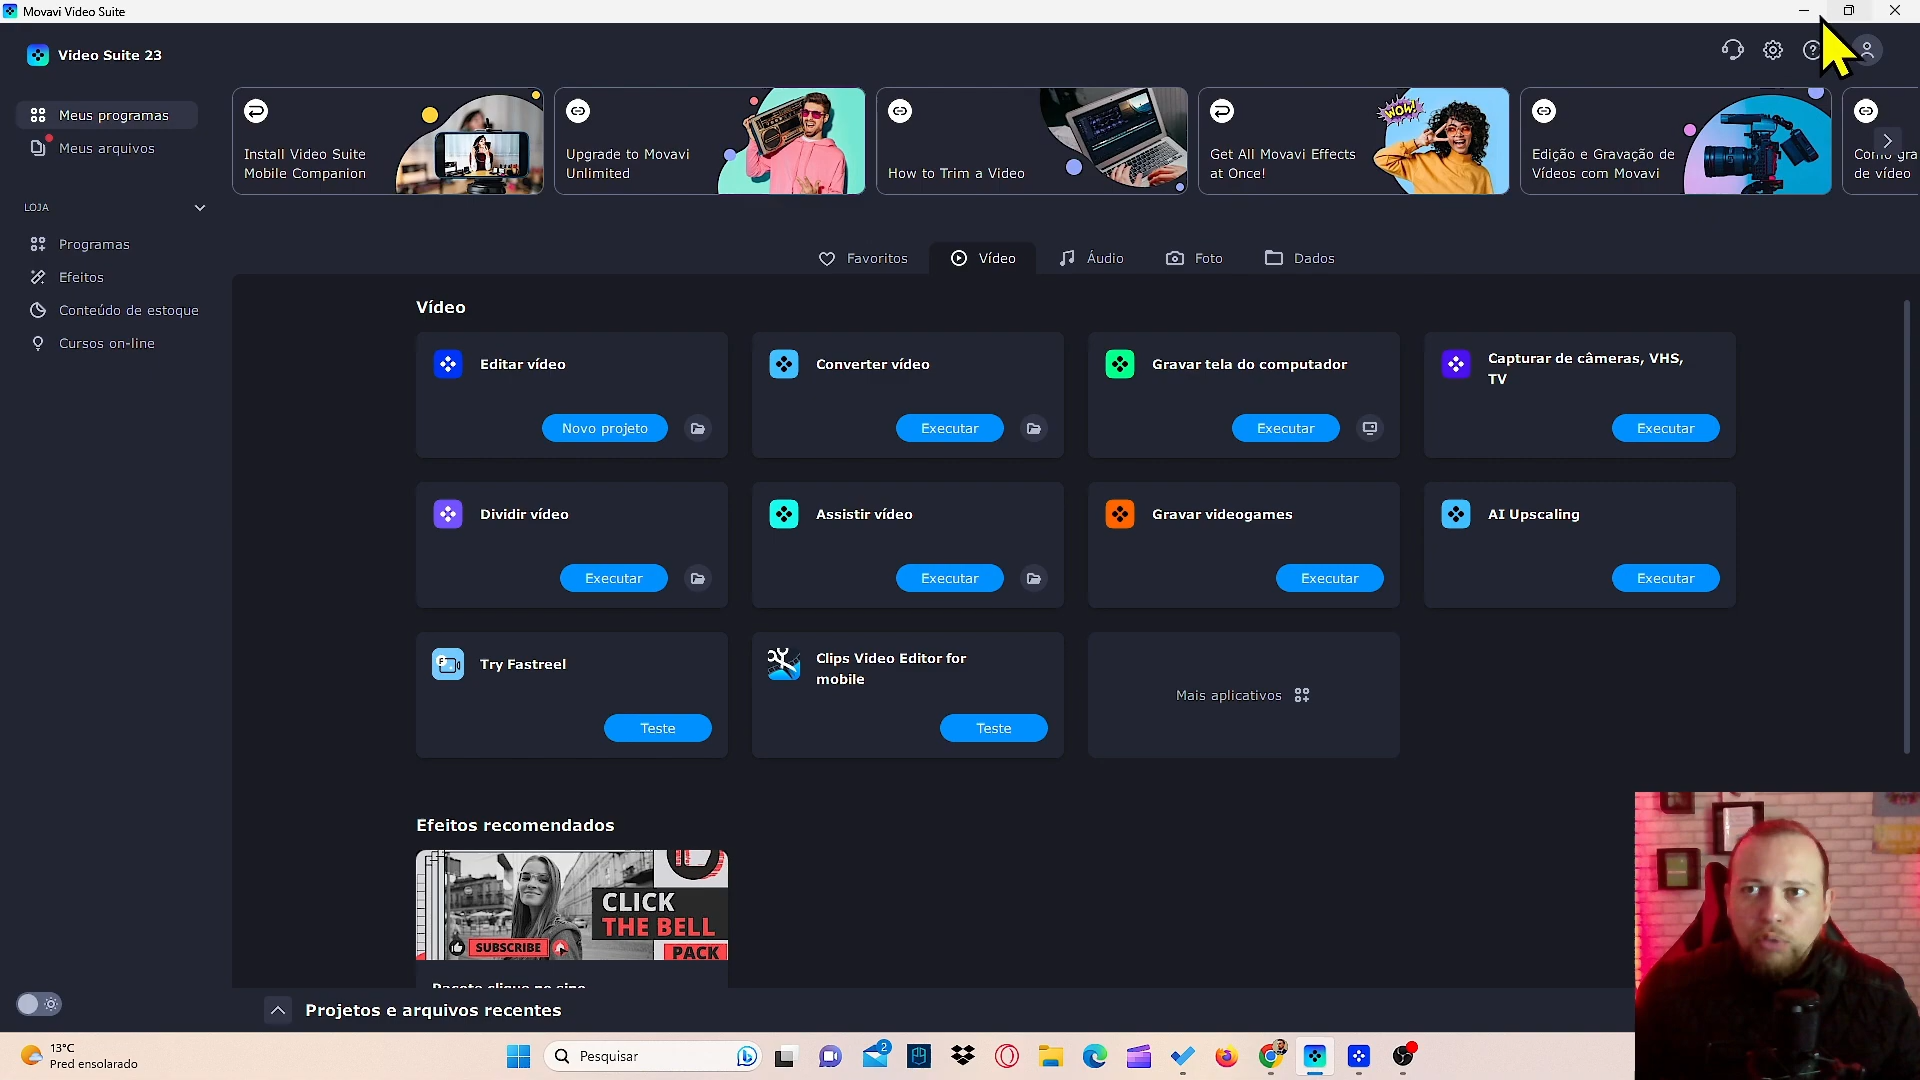 Movavi Video Suite
Video Suite 23
Meus programas
Meus arquivos
LOJA
Programas
Efeitos
Conteúdo de estoque
Cursos on-line
Install Video Suite
Mobile Companion
Upgrade to Movavi
Unlimited
How to Trim a Video
WOW!
Get All Movavi Effects
at Once!
Edição e Gravação de
Vídeos com Movavi
de vídeo
Favoritos
Vídeo
Áudio
Foto
Dados
Vídeo
Editar vídeo
Novo projeto
Converter vídeo
Executar
Gravar tela do computador
Executar
Capturar de câmeras, VHS,
TV
Executar
Dividir vídeo
Executar
Assistir vídeo
Executar
Gravar videogames
Executar
AI Upscaling
Executar
Try Fastreel
Teste
Clips Video Editor for
mobile
Teste
Mais aplicativos
Efeitos recomendados
CLICK
THE BELL
PACK
SUBSCRIBE
Projetos e arquivos recentes
13°C
Pred ensolarado
Pesquisar
2